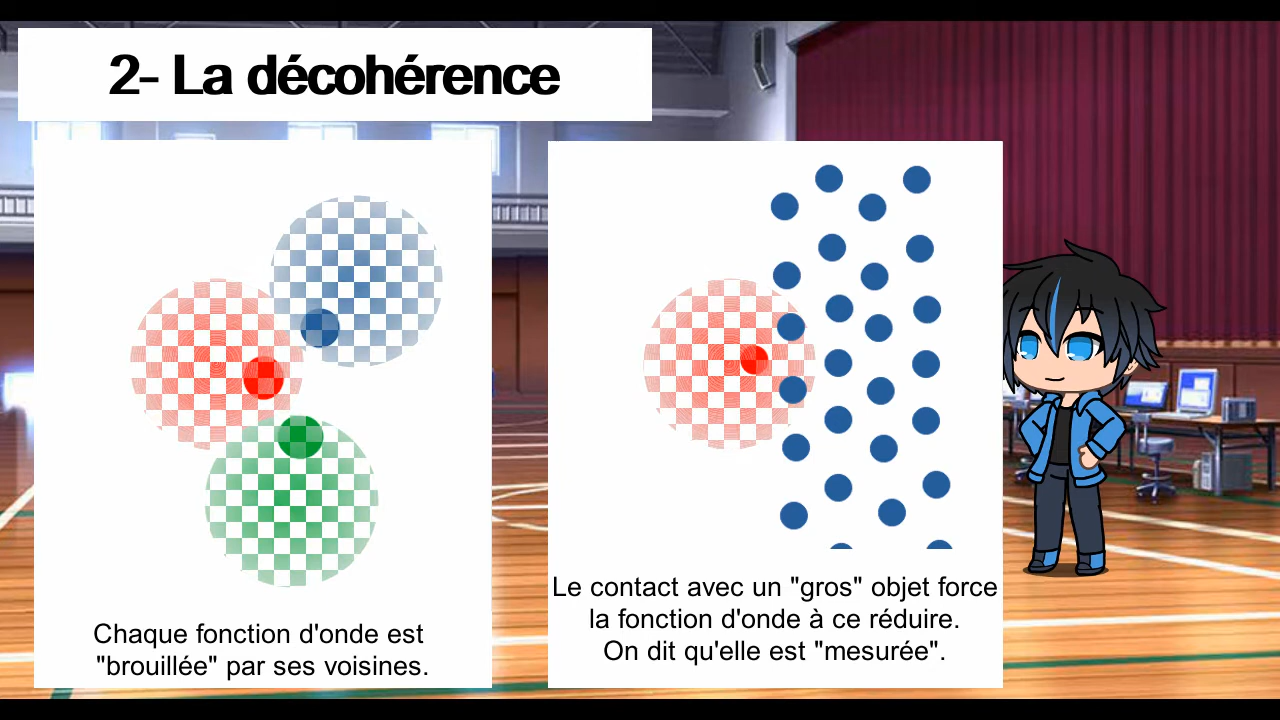 2- La décohérence
Chaque fonction d'onde est
"brouillée" par ses voisines.
Le contact avec un "gros" objet force
la fonction d'onde à ce réduire.
On dit qu'elle est "mesurée".